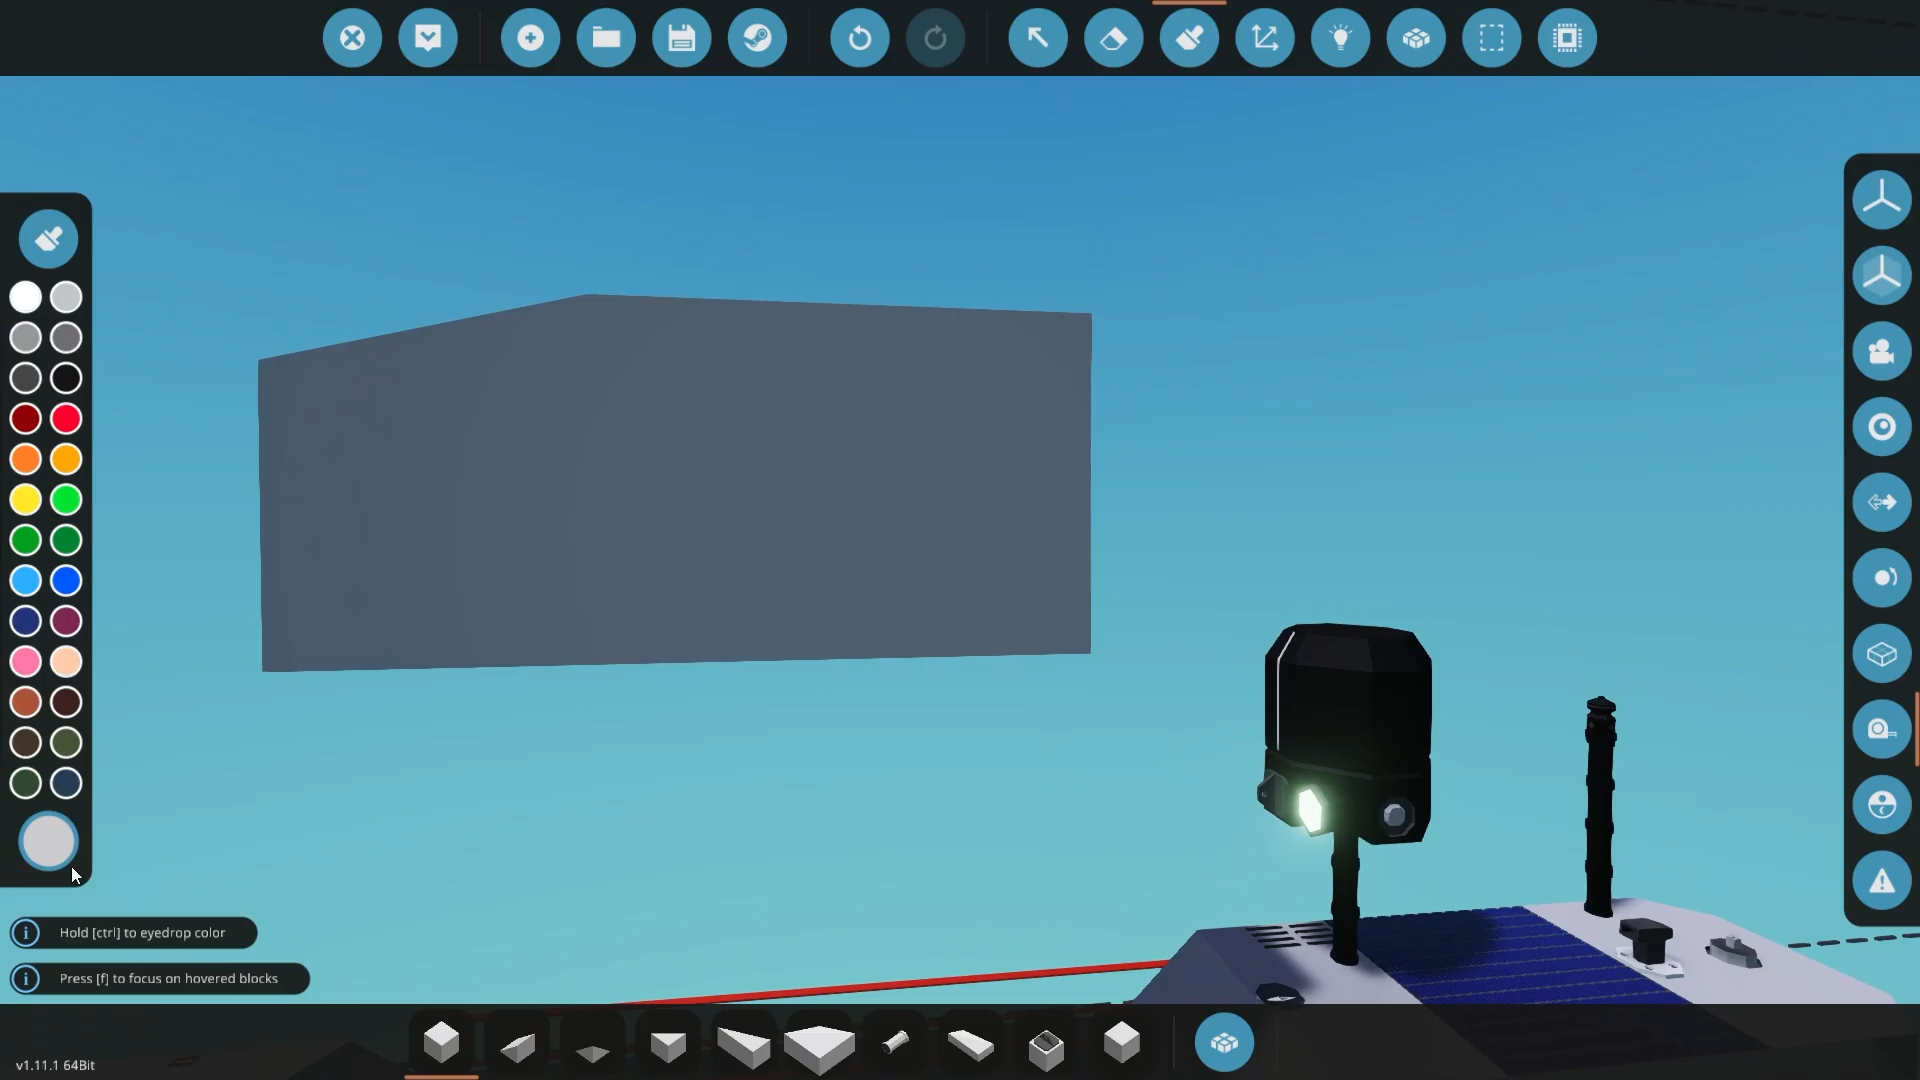 Hold [ctrl] to eyedrop color
Press [f] to focus on hovered blocks
v1.11.1 64Bit